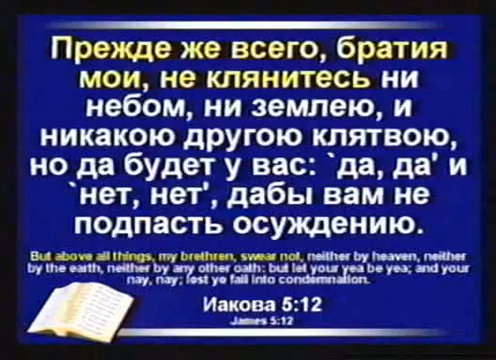 Прежде же всего, братия
мои, не клянитесь ни
небом, ни землею, и
никакою другою клятвою,
но да будет у вас: `да, да' и
`нет, нет', дабы вам не
подпасть осуждению.
But above all things, my brethren, swear not, neither by heaven, neither
by the earth, neither by any other oath: but let your yea be yea; and your
nay, nay; lest ye fall into condemnation.
Иакова 5:12
James 5:12